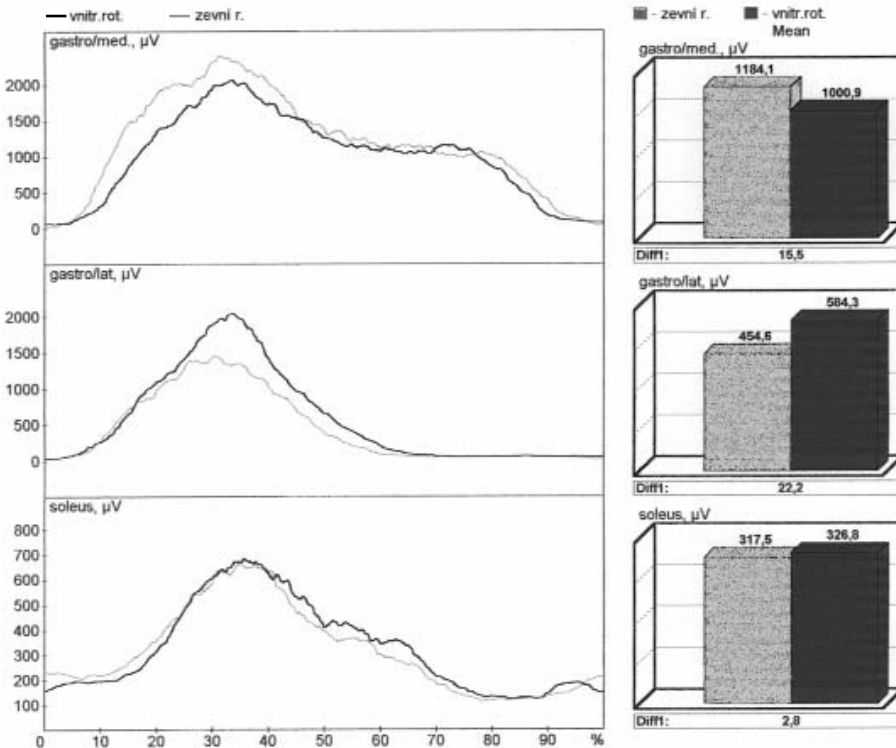 vnitr.rot. zevní r.
gastro/med., µV
2000
1500
1000
500
0
gastro/lat, µV
2000
1500
1000
500
0
soleus, µV
800
700
600
500
400
300
200
100
0 10 20 30 40 50 60 70 80 90 %
- zevní r. - vnitr.rot.
Mean
gastro/med., µV
1184,1
1000,9
Diff1: 15,5
gastro/lat, µV
454,6
584,3
Diff1: 22,2
soleus, µV
317,5
326,8
Diff1: 2,8